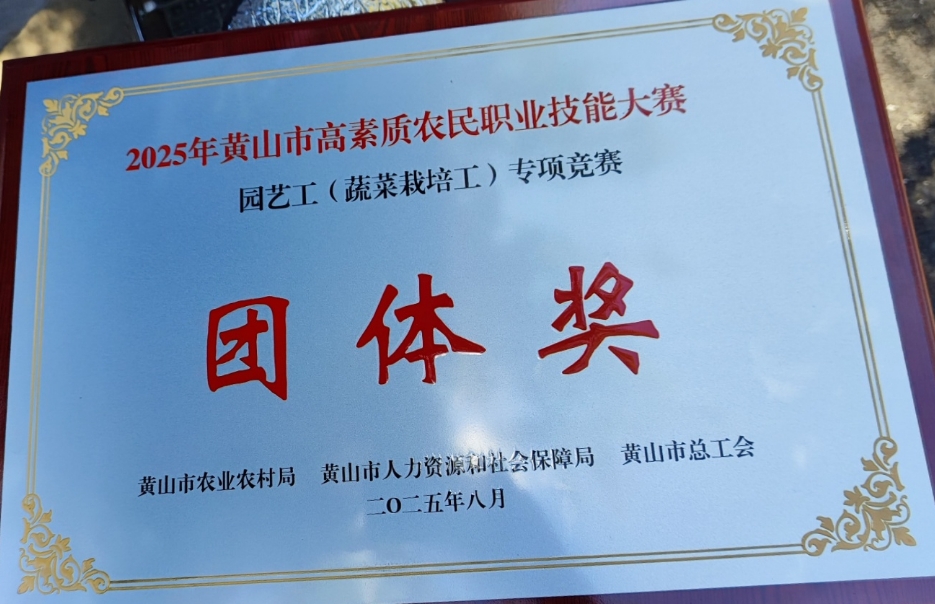 2025年黄山市高素质农民职业技能大赛
园艺工（蔬菜栽培工）专项竞赛
团体奖
黄山市农业农村局 黄山市人力资源和社会保障局 黄山市总工会
二〇二五年八月